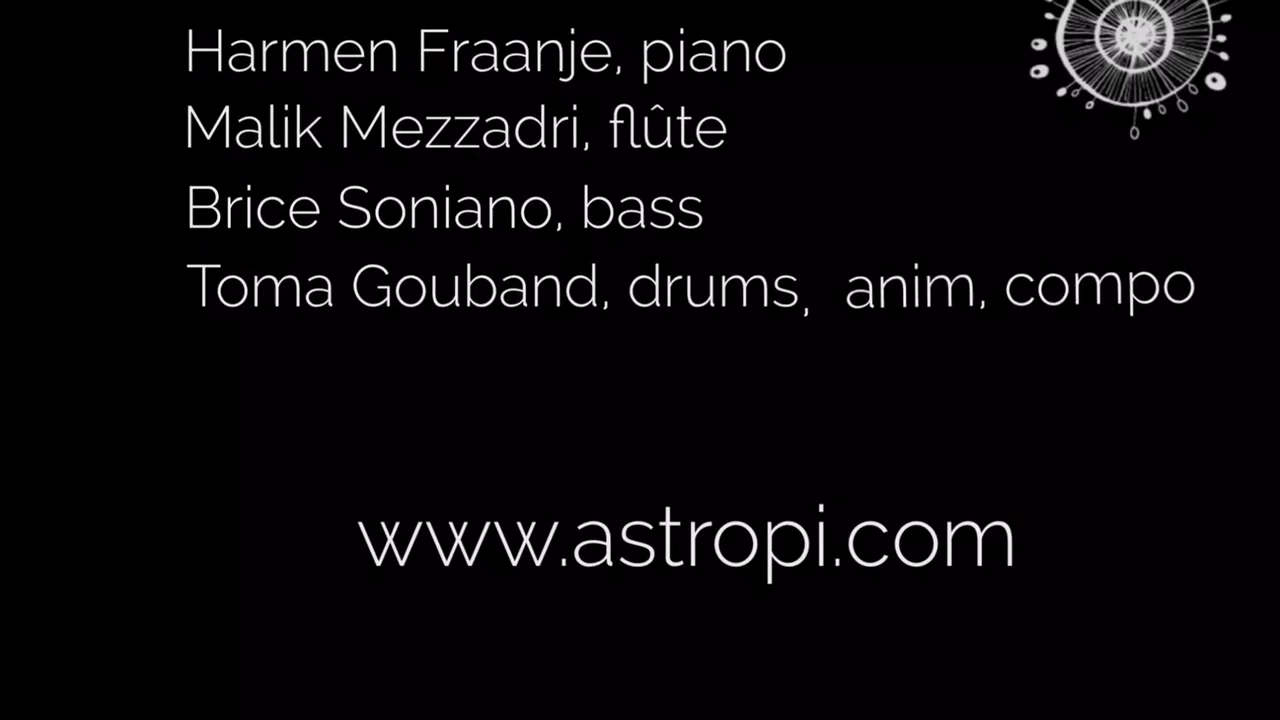 Harmen Fraanje, piano
Malik Mezzadri, flûte
Brice Soniano, bass
Toma Gouband, drums, anim, compo
www.astropi.com